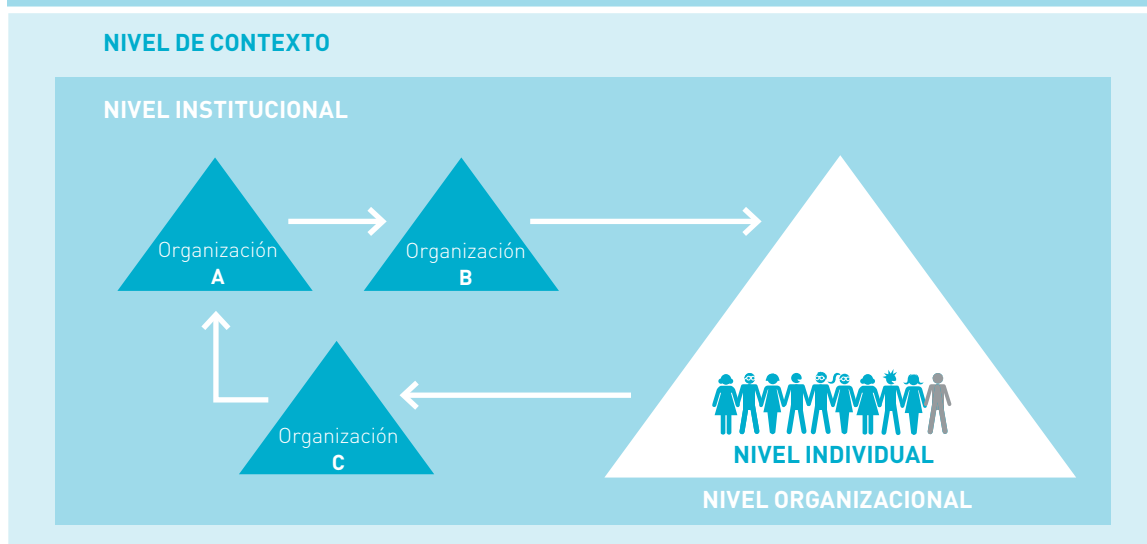 NIVEL DE CONTEXTO
NIVEL INSTITUCIONAL
Organización
A
Organización
B
Organización
C
NIVEL INDIVIDUAL
NIVEL ORGANIZACIONAL